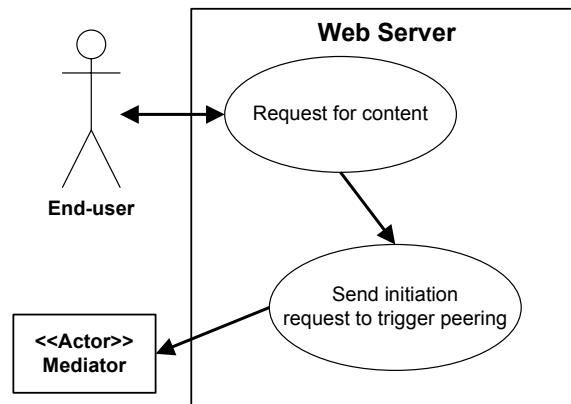 Web Server
Request for content
End-user
Send initiation
request to trigger peering
<<Actor>>
Mediator